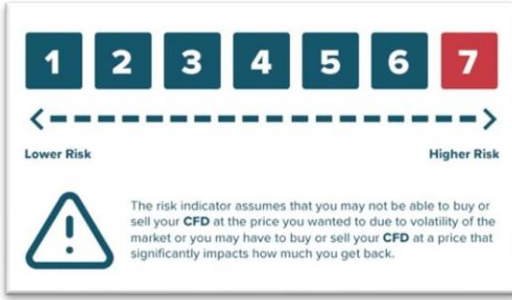 1 2 3 4 5 6 7
Lower Risk Higher Risk
The risk indicator assumes that you may not be able to buy or
sell your CFD at the price you wanted to due to volatility of the
market or you may have to buy or sell your CFD at a price that
significantly impacts how much you get back.